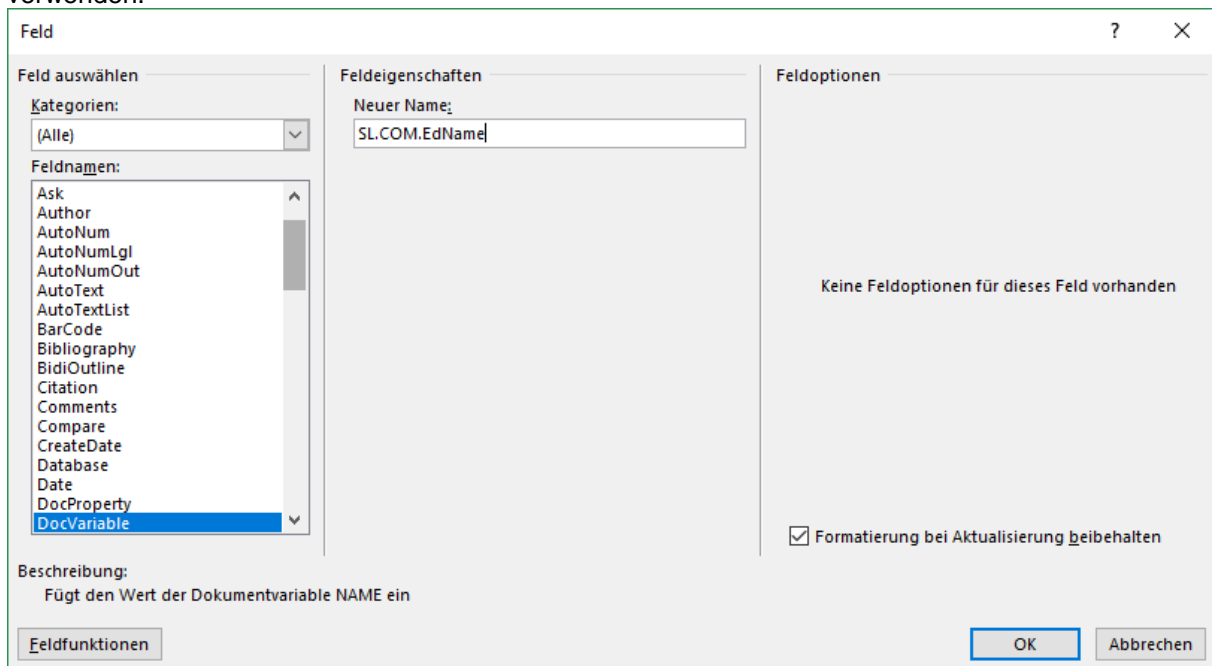 verwenden.
Feld
?
Feld auswählen
Kategorien:
(Alle)
Feldnamen:
Ask
Author
AutoNum
AutoNumLgl
AutoNumOut
AutoText
AutoTextList
BarCode
Bibliography
BidiOutline
Citation
Comments
Compare
CreateDate
Database
Date
DocProperty
DocVariable
Feldeigenschaften
Neuer Name:
SL.COM.EdName
Feldoptionen
Keine Feldoptionen für dieses Feld vorhanden
Formatierung bei Aktualisierung beibehalten
Beschreibung:
Fügt den Wert der Dokumentvariable NAME ein
Feldfunktionen
OK
Abbrechen